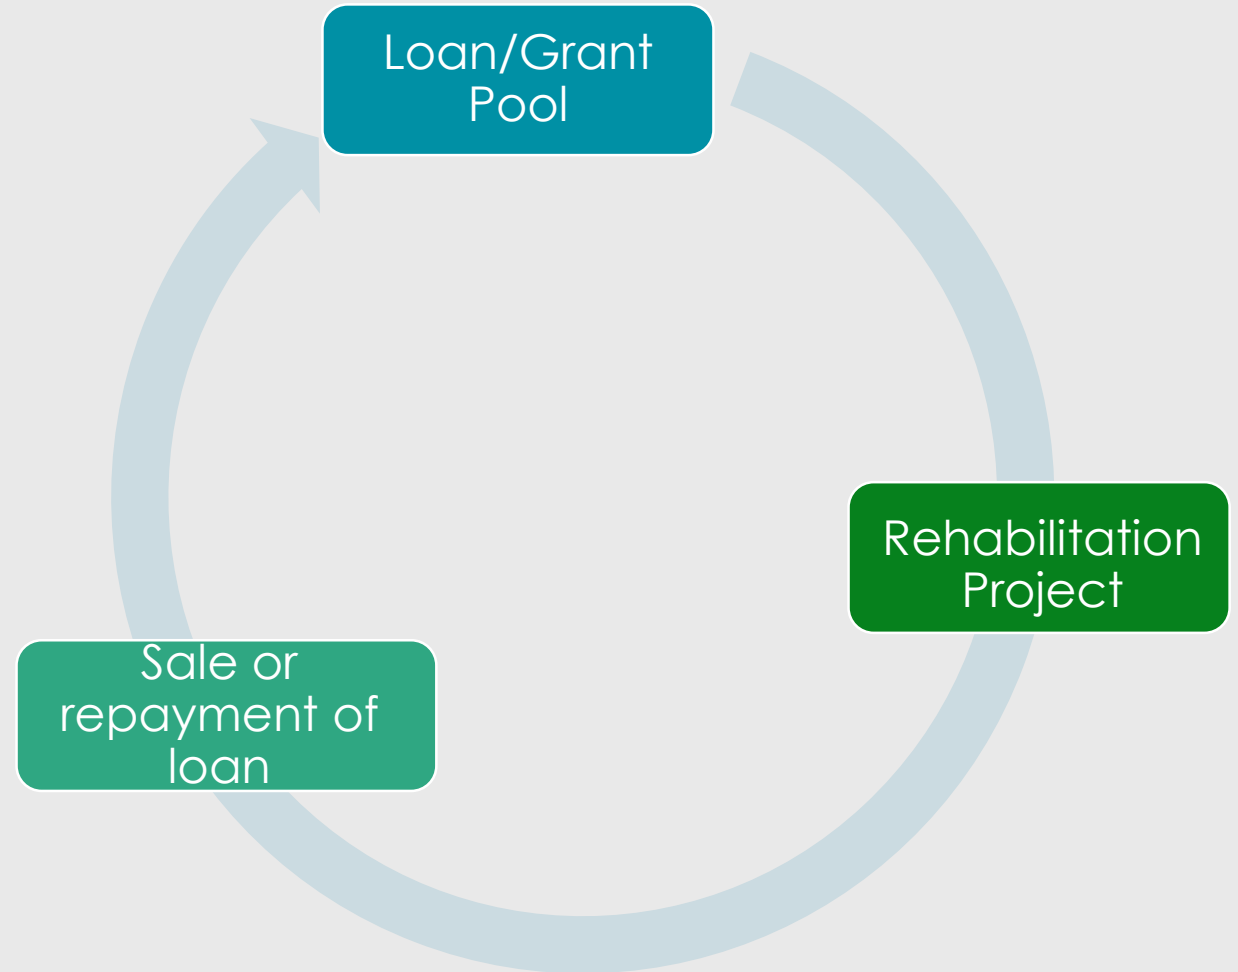 Loan/Grant
Pool
Rehabilitation
Project
Sale or
repayment of
loan